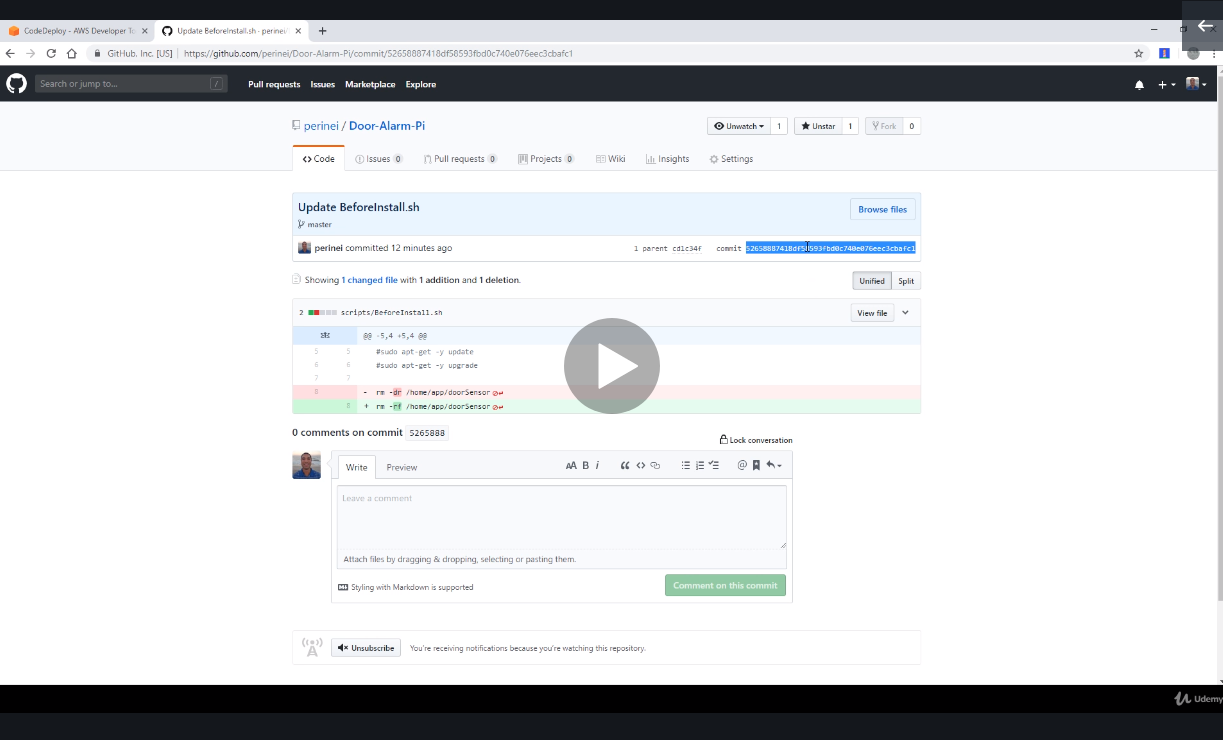 CodeDeploy - AWS Developer To
Update BeforeInstall.sh · perinei/
GitHub, Inc. [US] https://github.com/perinei/Door-Alarm-Pi/commit/52658887418df58593fbd0c740e076eec3cbafc1
Search or jump to... / Pull requests Issues Marketplace Explore
perinei / Door-Alarm-Pi Unwatch 1 Unstar 1 Fork 0
Code Issues 0 Pull requests 0 Projects 0 Wiki Insights Settings
Update BeforeInstall.sh Browse files
master
perinei committed 12 minutes ago 1 parent cd1c34f commit 52658887418df58593fbd0c740e076eec3cbafc1
Showing 1 changed file with 1 addition and 1 deletion. Unified Split
2 scripts/BeforeInstall.sh View file
@@ -5,4 +5,4 @@
5 5 #sudo apt-get -y update
6 6 #sudo apt-get -y upgrade
7 7
8 - rm -dr /home/app/doorSensor
8 + rm -rf /home/app/doorSensor
0 comments on commit 5265888
Lock conversation
Write Preview AA B i
Leave a comment
Attach files by dragging & dropping, selecting or pasting them.
Styling with Markdown is supported Comment on this commit
Unsubscribe You're receiving notifications because you're watching this repository.
Udemy